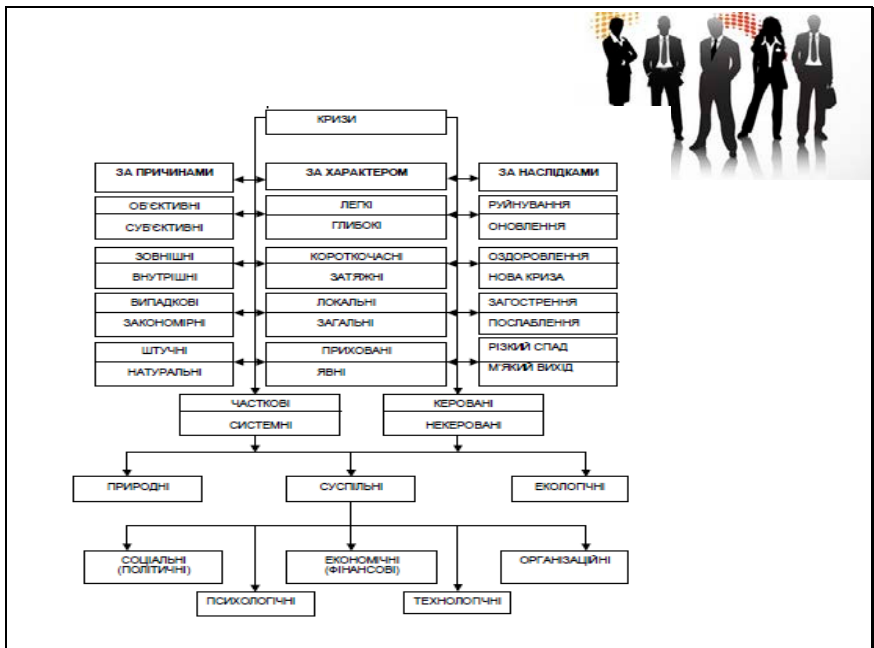 КРИЗИ
ЗА ПРИЧИНАМИ
ЗА ХАРАКТЕРОМ
ЗА НАСЛІДКАМИ
ОБ'ЄКТИВНІ
ЛЕГКІ
РУЙНУВАННЯ
СУБ'ЄКТИВНІ
ГЛИБОКІ
ОНОВЛЕННЯ
ЗОВНІШНІ
КОРОТКОЧАСНІ
ОЗДОРОВЛЕННЯ
ВНУТРІШНІ
ЗАТЯЖНІ
НОВА КРИЗА
ВИПАДКОВІ
ЛОКАЛЬНІ
ЗАГОСТРЕННЯ
ЗАКОНОМІРНІ
ЗАГАЛЬНІ
ПОСЛАБЛЕННЯ
ШТУЧНІ
ПРИХОВАНІ
РІЗКИЙ СПАД
НАТУРАЛЬНІ
ЯВНІ
М'ЯКИЙ ВИХІД
ЧАСТКОВІ
КЕРОВАНІ
СИСТЕМНІ
НЕКЕРОВАНІ
ПРИРОДНІ
СУСПІЛЬНІ
ЕКОЛОГІЧНІ
СОЦІАЛЬНІ
(ПОЛІТИЧНІ)
ЕКОНОМІЧНІ
(ФІНАНСОВІ)
ОРГАНІЗАЦІЙНІ
ПСИХОЛОГІЧНІ
ТЕХНОЛОГІЧНІ